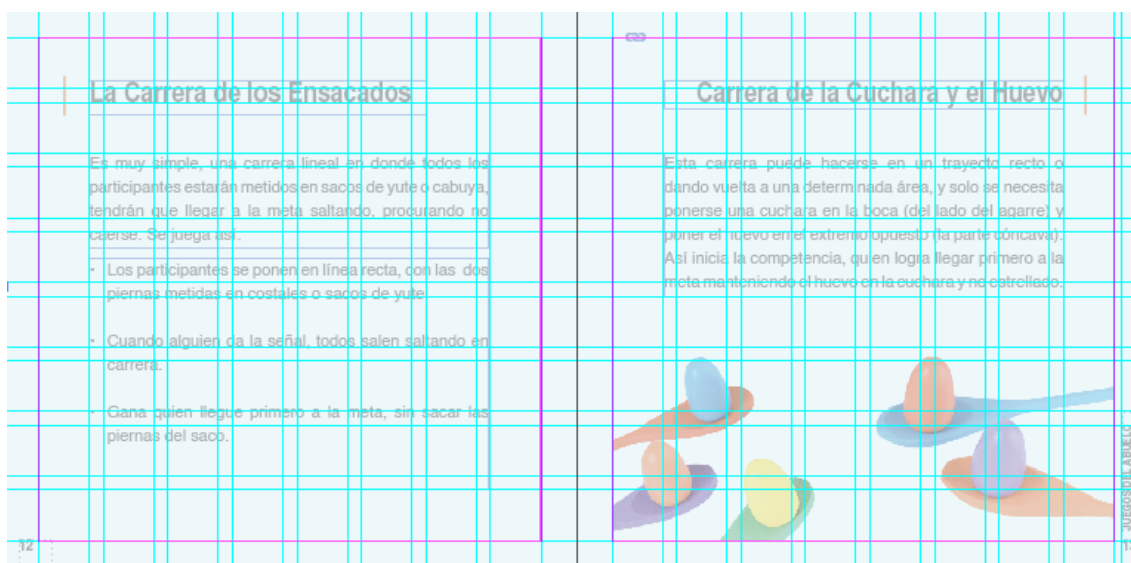 La Carrera de los Ensacados
Es muy simple, una carrera lineal en donde todos los
participantes estarán metidos en sacos de yute o cabuya,
tendrán que llegar a la meta saltando, procurando no
caerse. Se juega así:
• Los participantes se ponen en línea recta, con las dos
piernas metidas en costales o sacos de yute
• Cuando alguien da la señal, todos salen saltando en
carrera.
• Gana quien llegue primero a la meta, sin sacar las
piernas del saco.
12
Carrera de la Cuchara y el Huevo
Esta carrera puede hacerse en un trayecto recto o
dando vuelta a una determinada área, y solo se necesita
ponerse una cuchara en la boca (del lado del agarre) y
poner el huevo en el extremo opuesto (la parte cóncava).
Así inicia la competencia, quien logra llegar primero a la
meta manteniendo el huevo en la cuchara y no estrellado.
JUEGOS DEL ABUELO